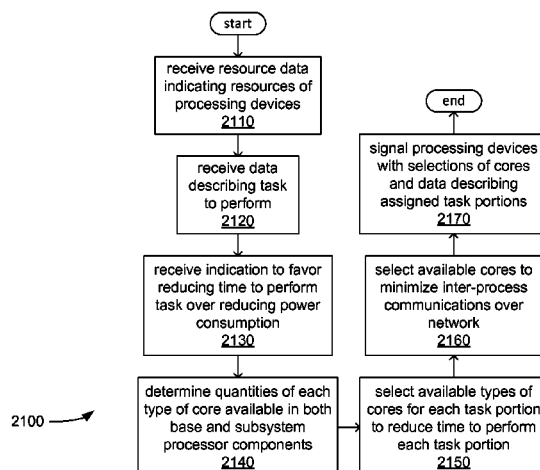 start
receive resource data
indicating resources of
processing devices
2110
receive data
describing task
to perform
2120
receive indication to favor
reducing time to perform
task over reducing power
consumption
2130
determine quantities of each
type of core available in both
base and subsystem
processor components
2140
select available types of
cores for each task portion
to reduce time to perform
each task portion
2150
select available cores to
minimize inter-process
communications over
network
2160
signal processing devices
with selections of cores
and data describing
assigned task portions
2170
end
2100